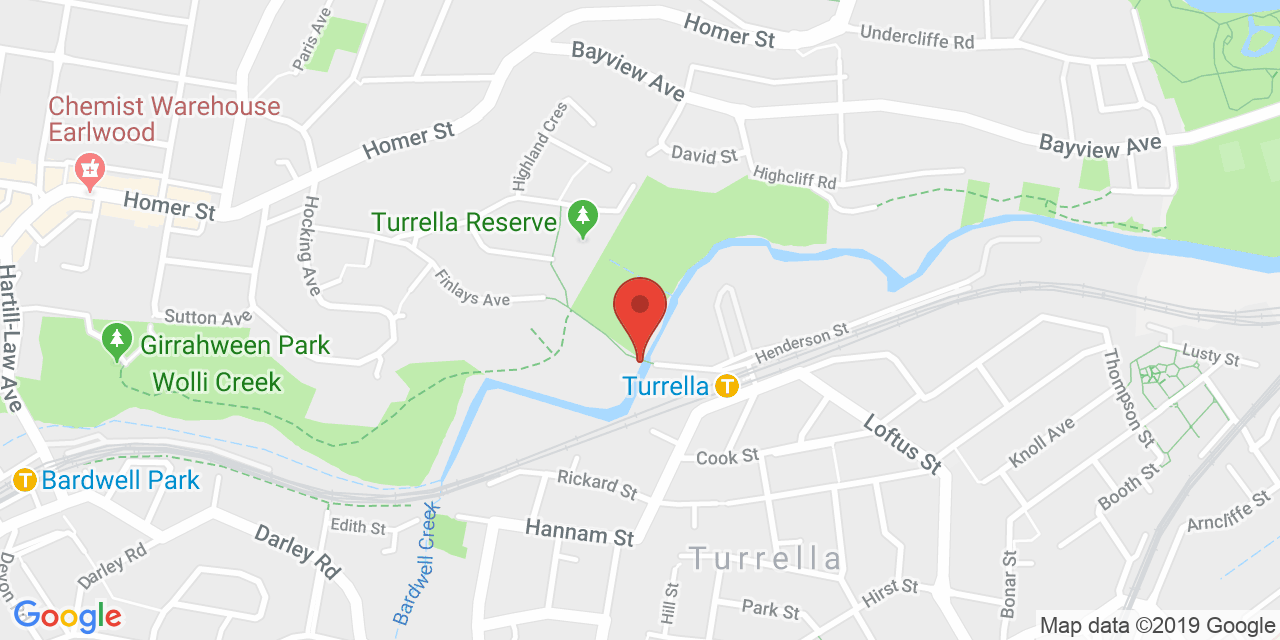 Paris Ave
Homer St
Undercliffe Rd
Bayview Ave
Chemist Warehouse
Earlwood
Homer St
Highland Cres
David St
Bayview Ave
Highcliff Rd
Homer St
Hocking Ave
Turrella Reserve
Hartill-Law Ave
Finlays Ave
Sutton Ave
Girrahween Park
Wolli Creek
Henderson St
Turrella
T
Lusty St
Thompson St
Loftus St
Knoll Ave
Cook St
T
Bardwell Park
Rickard St
Booth St
Arncliffe St
Edith St
Hannam St
Darley Rd
Darley Rd
Bardwell Creek
Turrella
Devon
Hill St
Park St
Hirst St
Bonar St
Google
Map data ©2019 Google